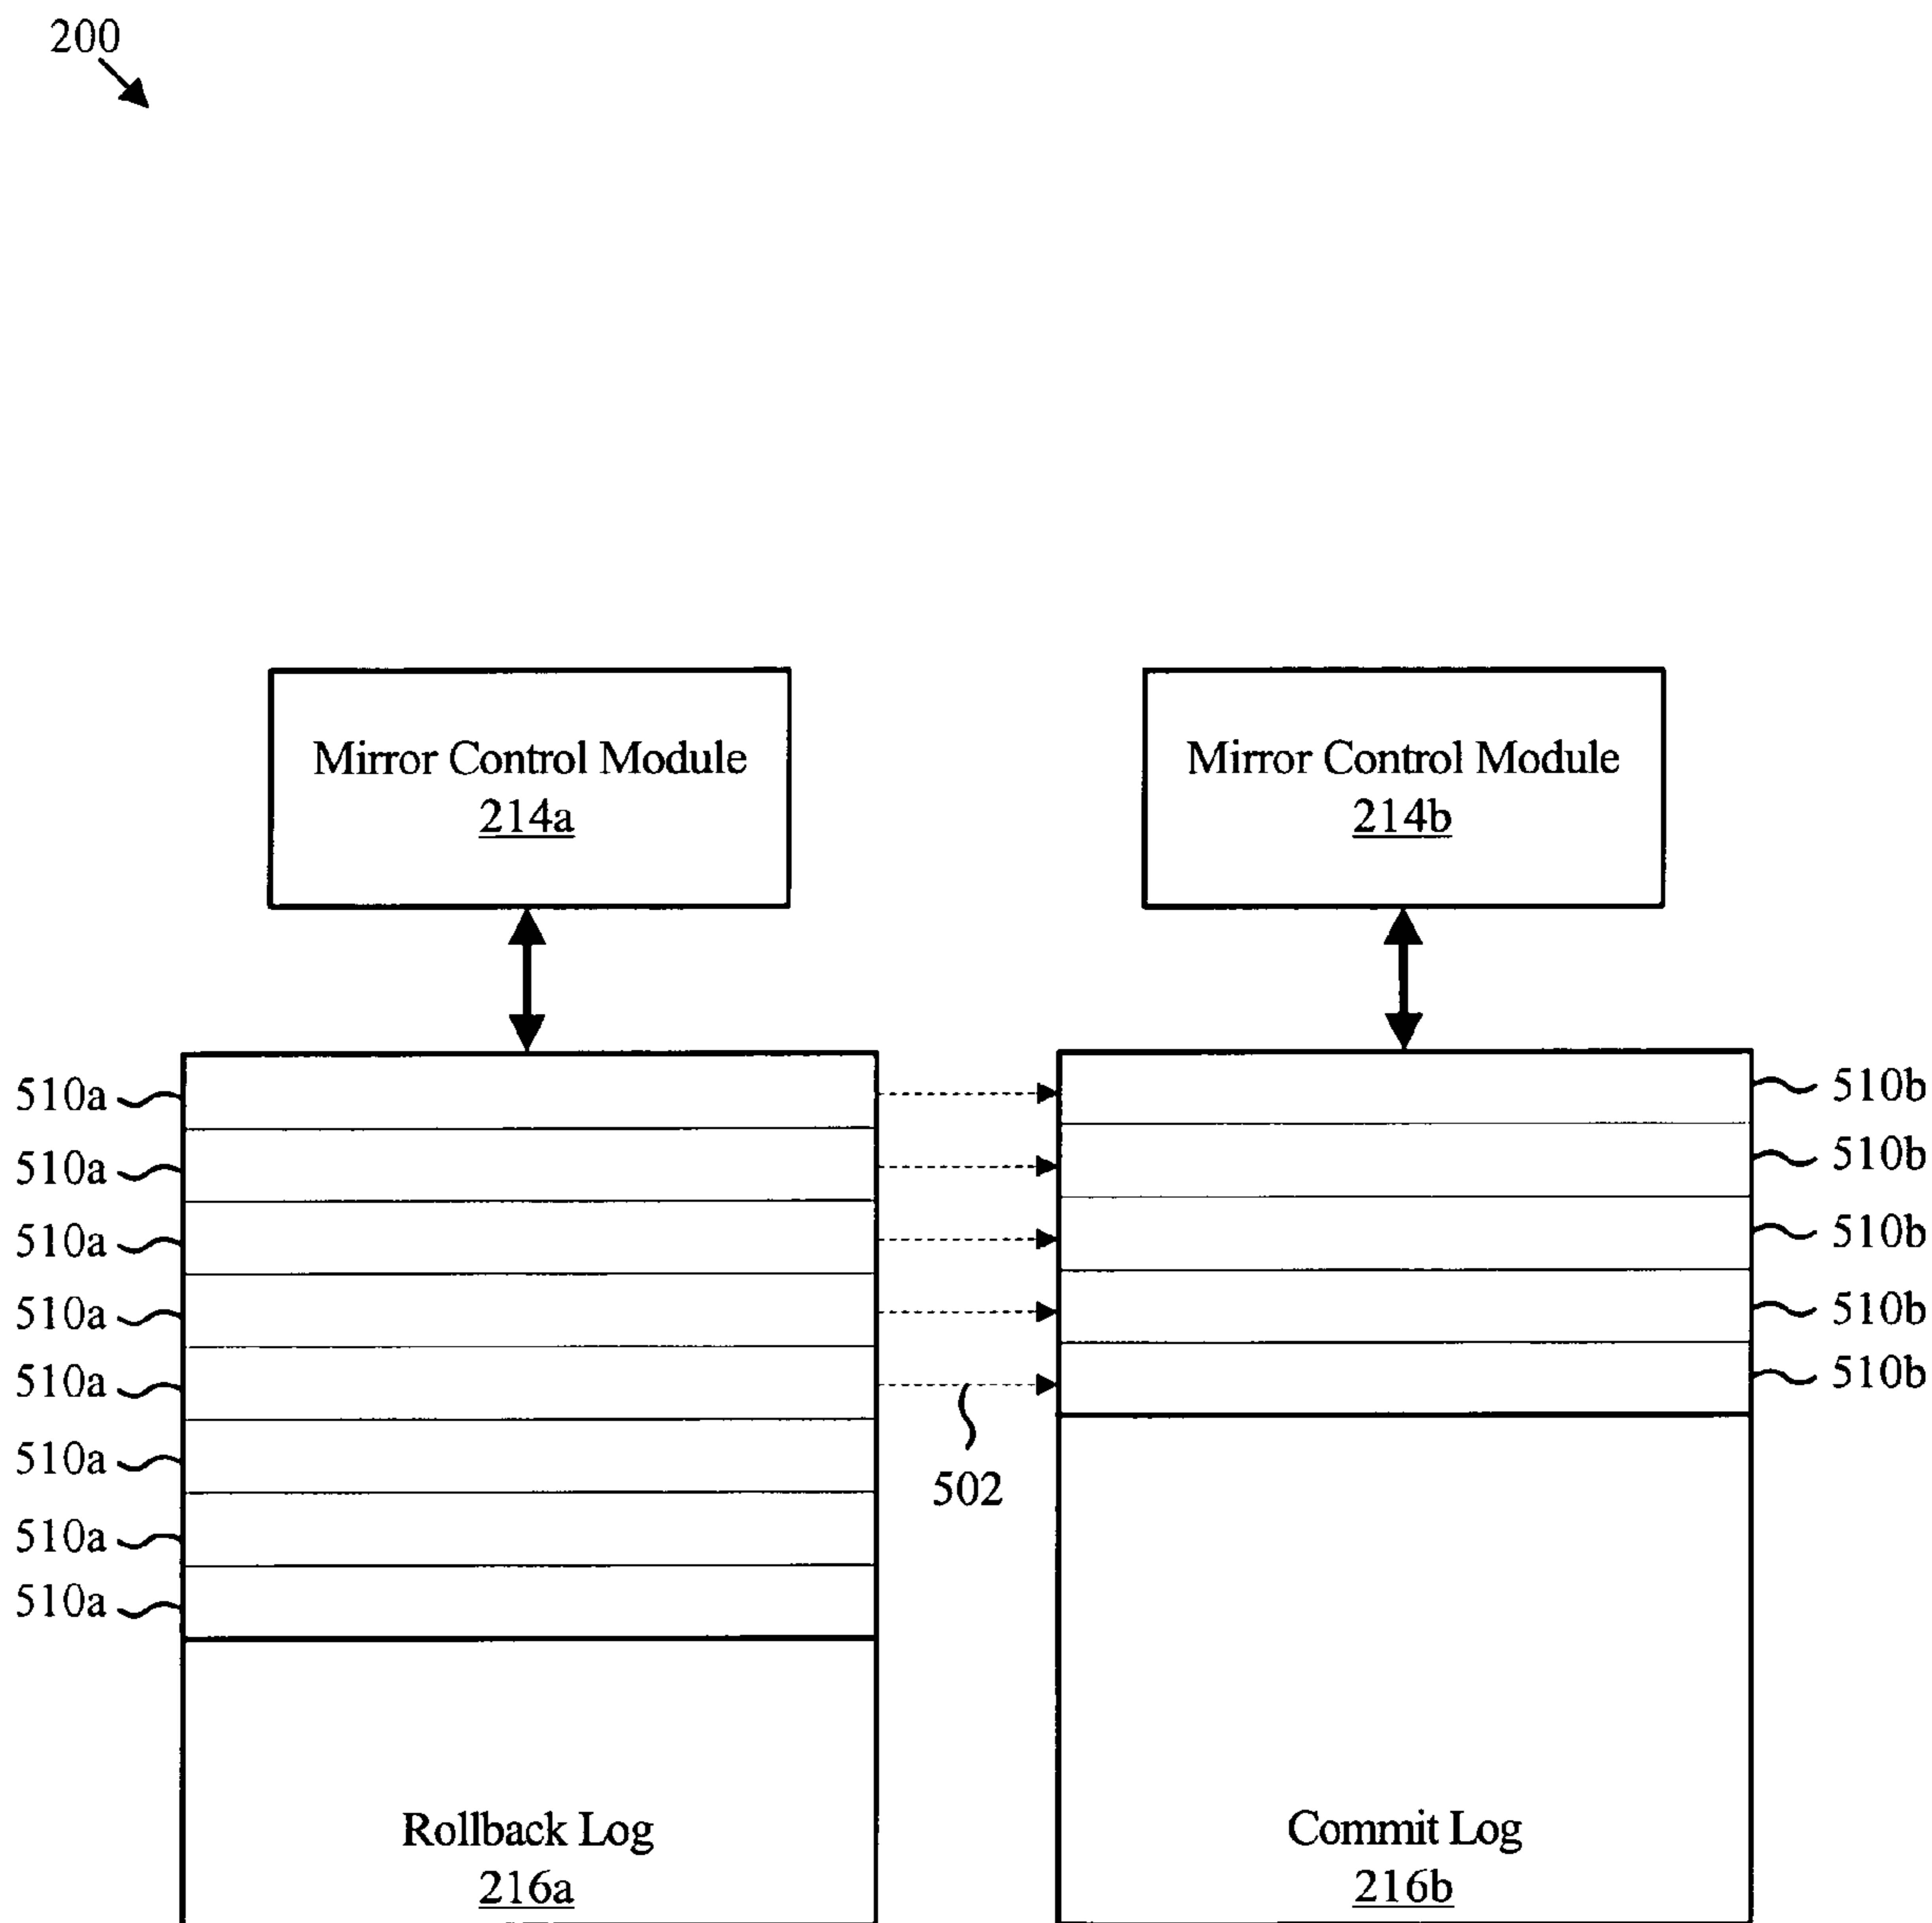 200
Mirror Control Module
214a
Mirror Control Module
214b
510a
510b
510a
510b
510a
510b
510a
510b
510a
510b
510a
502
510a
510a
Rollback Log
216a
Commit Log
216b